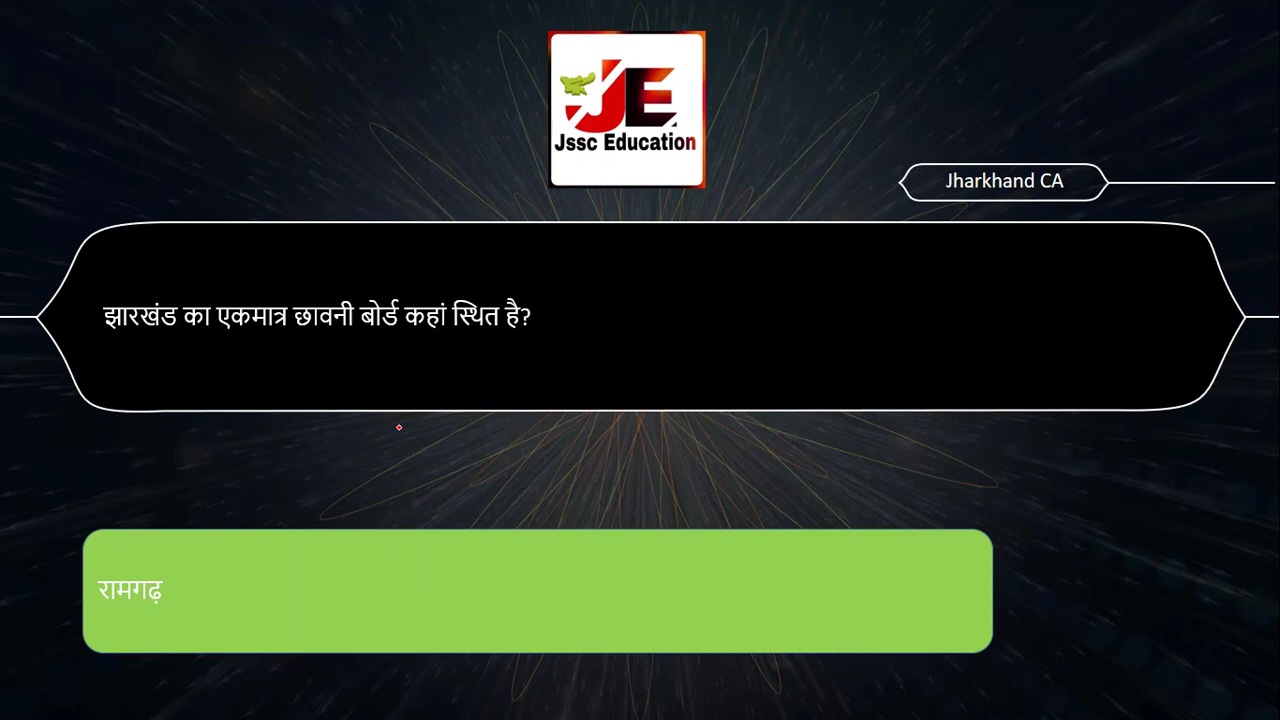 JE
Jssc Education
Jharkhand CA
झारखंड का एकमात्र छावनी बोर्ड कहां स्थित है?
रामगढ़